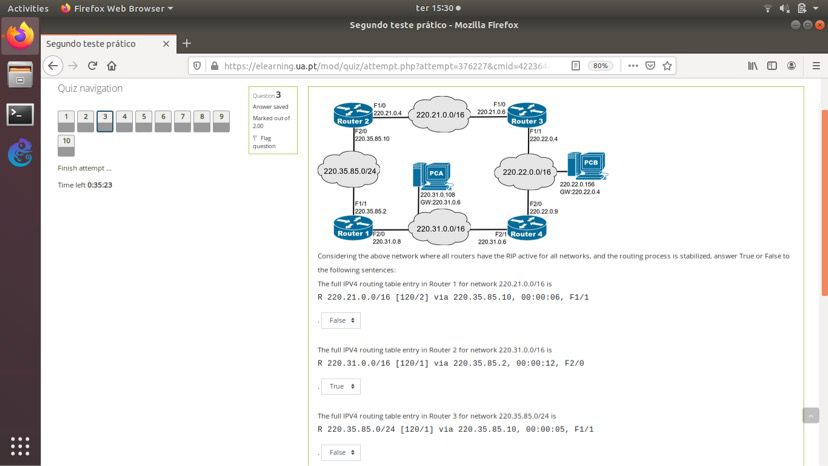 Activities Firefox Web Browser ter 15:30
Segundo teste prático - Mozilla Firefox
Segundo teste prático
https://elearning.ua.pt/mod/quiz/attempt.php?attempt=376227&cmid=42236 80%
Quiz navigation
1 2 3 4 5 6 7 8 9
10
Finish attempt ...
Time left 0:35:23
Question 3
Answer saved
Marked out of
2.00
Flag
question
F1/0
220.21.0.4
Router 2
220.21.0.0/16
F1/0
220.21.0.6
Router 3
F2/0
220.35.85.10
F1/1
220.22.0.4
220.35.85.0/24
PCA
220.31.0.108
GW:220.31.0.6
220.22.0.0/16
PCB
220.22.0.156
GW:220.22.0.4
F1/1
220.35.85.2
F2/0
220.22.0.9
Router 1
F2/0
220.31.0.8
220.31.0.0/16
F2/1
220.31.0.6
Router 4
Considering the above network where all routers have the RIP active for all networks, and the routing process is stabilized, answer True or False to
the following sentences:
The full IPV4 routing table entry in Router 1 for network 220.21.0.0/16 is
R 220.21.0.0/16 [120/2] via 220.35.85.10, 00:00:06, F1/1
. False
The full IPV4 routing table entry in Router 2 for network 220.31.0.0/16 is
R 220.31.0.0/16 [120/1] via 220.35.85.2, 00:00:12, F2/0
. True
The full IPV4 routing table entry in Router 3 for network 220.35.85.0/24 is
R 220.35.85.0/24 [120/1] via 220.35.85.10, 00:00:05, F1/1
. False